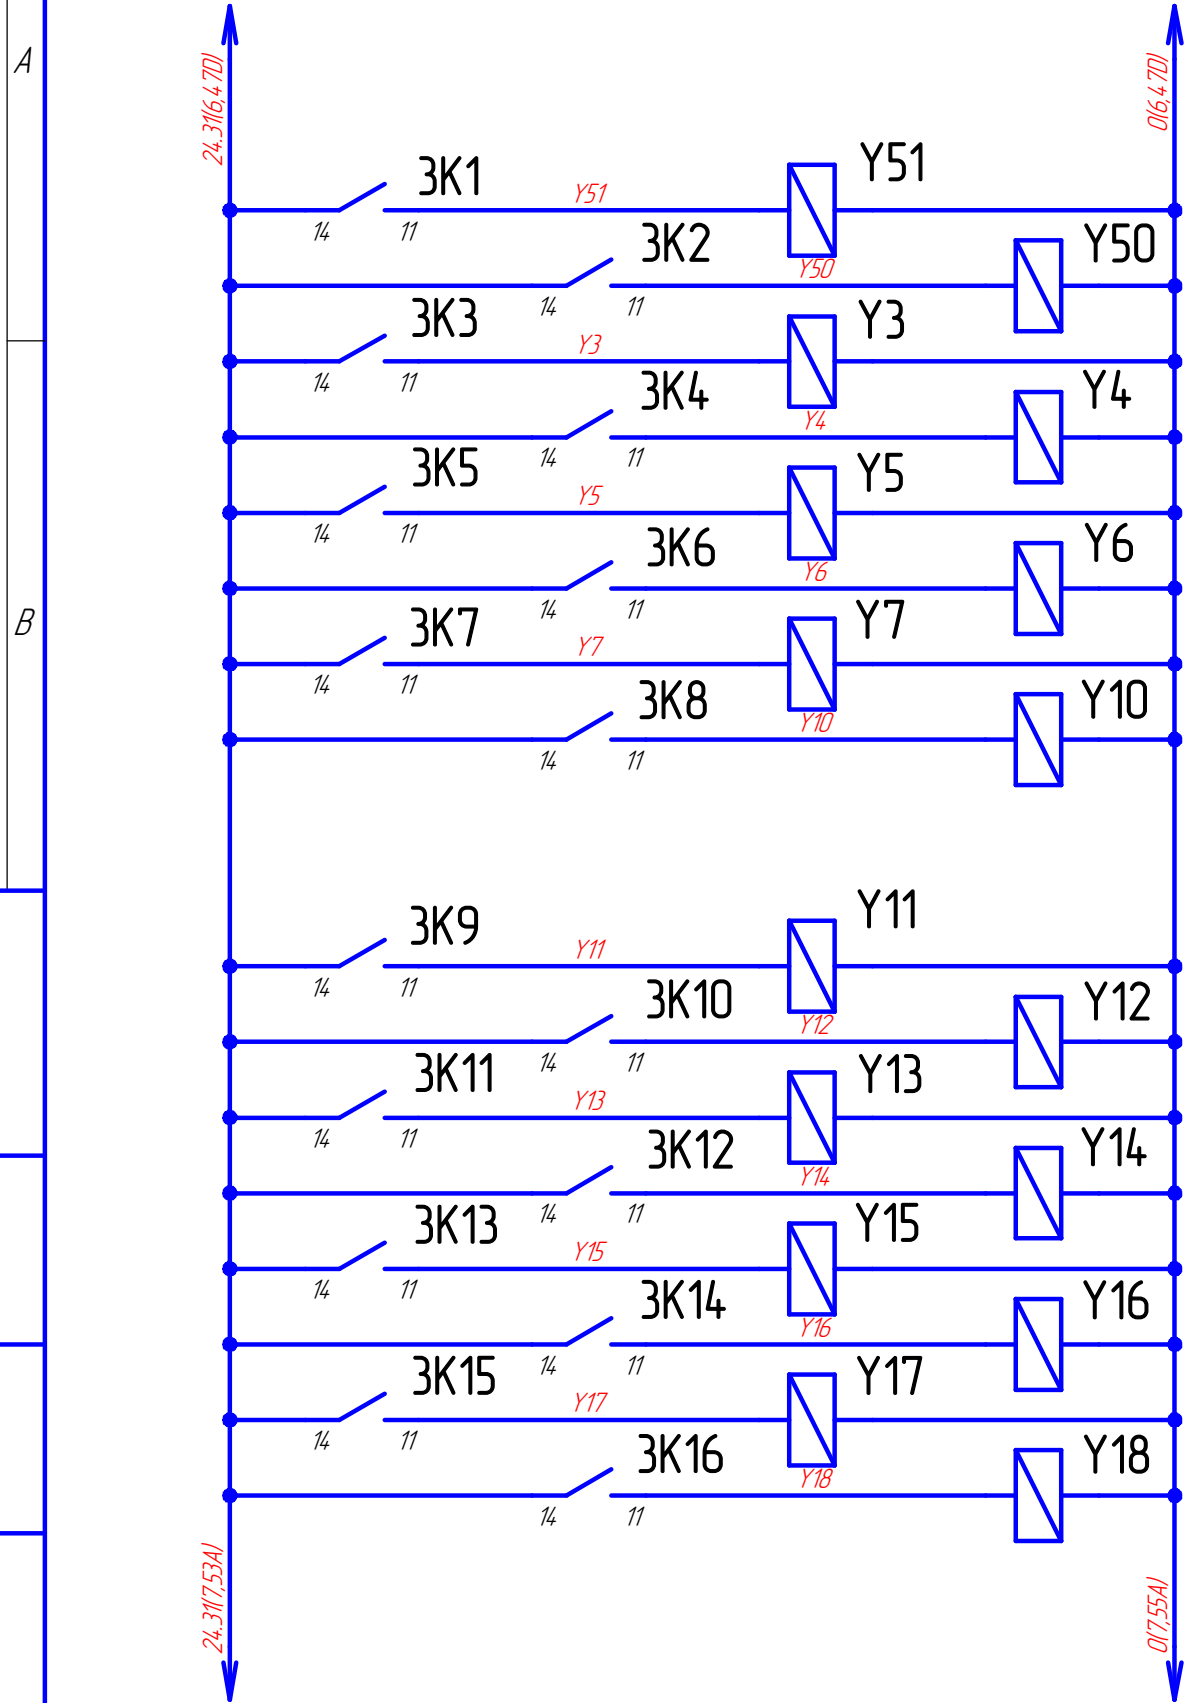 A
24.31(6,4.7D)
0(6,4.7D)
3K1
Y51
Y51
14
11
3K2
Y50
Y50
14
11
3K3
Y3
Y3
14
11
3K4
Y4
Y4
14
11
3K5
Y5
Y5
14
11
3K6
Y6
Y6
14
11
B
3K7
Y7
Y7
14
11
3K8
Y10
Y10
14
11
3K9
Y11
Y11
14
11
3K10
Y12
Y12
14
11
3K11
Y13
Y13
14
11
3K12
Y14
Y14
14
11
3K13
Y15
Y15
14
11
3K14
Y16
Y16
14
11
3K15
Y17
Y17
14
11
3K16
Y18
Y18
14
11
24.31(7,53A)
0(7,55A)